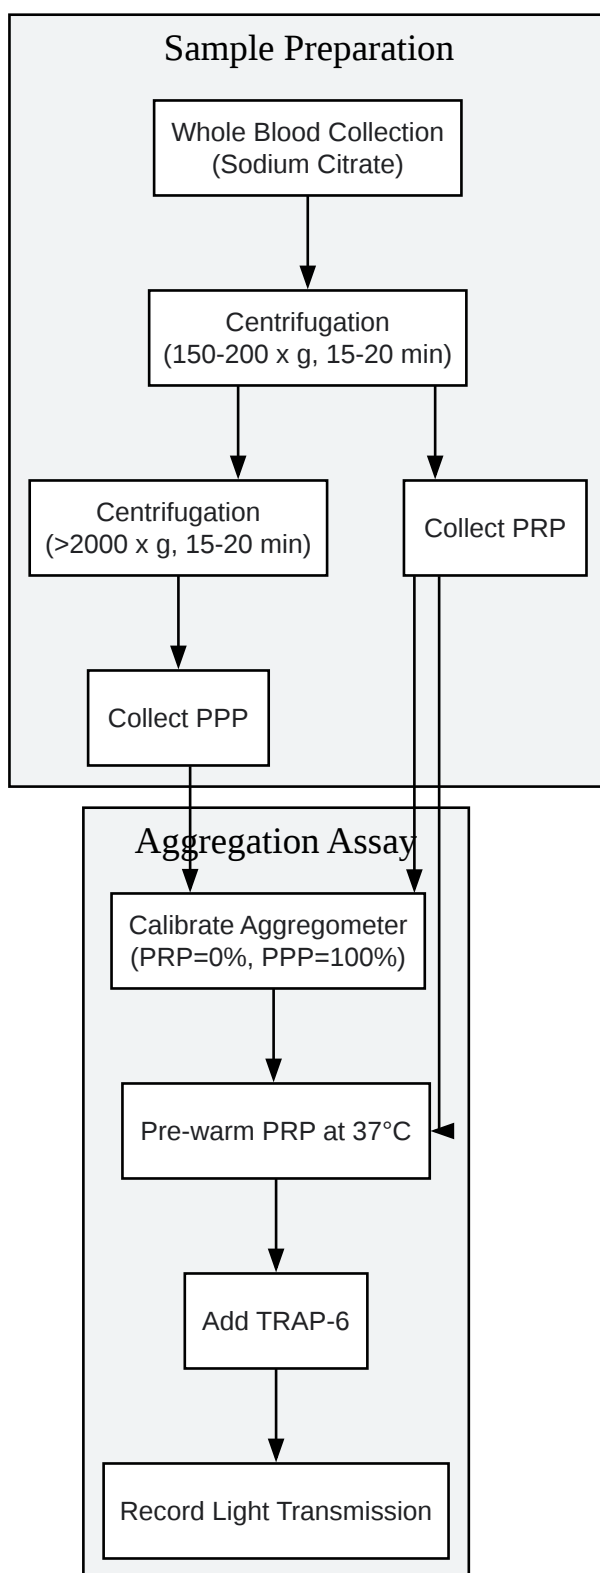 Sample Preparation
Whole Blood Collection
(Sodium Citrate)
Centrifugation
(150-200 x g, 15-20 min)
Centrifugation
(>2000 x g, 15-20 min)
Collect PRP
Collect PPP
Aggregation Assay
Calibrate Aggregometer
(PRP=0%, PPP=100%)
Pre-warm PRP at 37°C
Add TRAP-6
Record Light Transmission